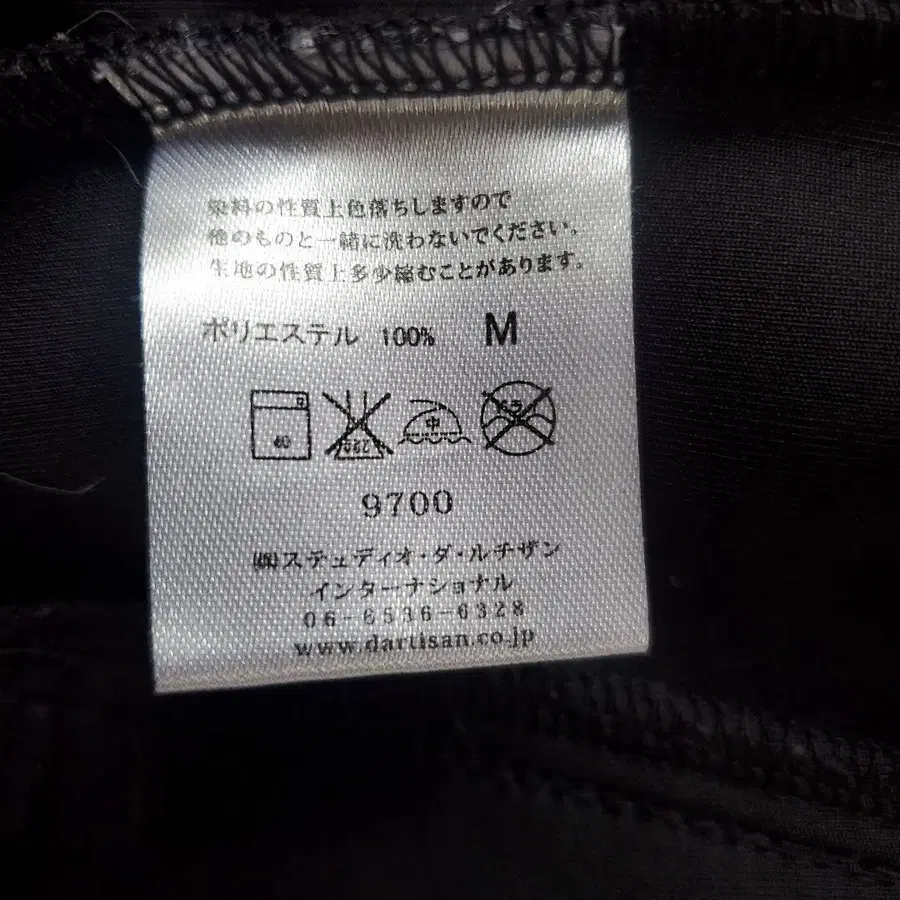 染料の性質上色落ちしますので
他のものと一緒に洗わないでください。
生地の性質上多少縮むことがあります。
ポリエステル 100% M
40 中 ドライ
9700
㈱ステュディオ・ダ・ルチザン
インターナショナル
06-6536-6328
www.dartisan.co.jp